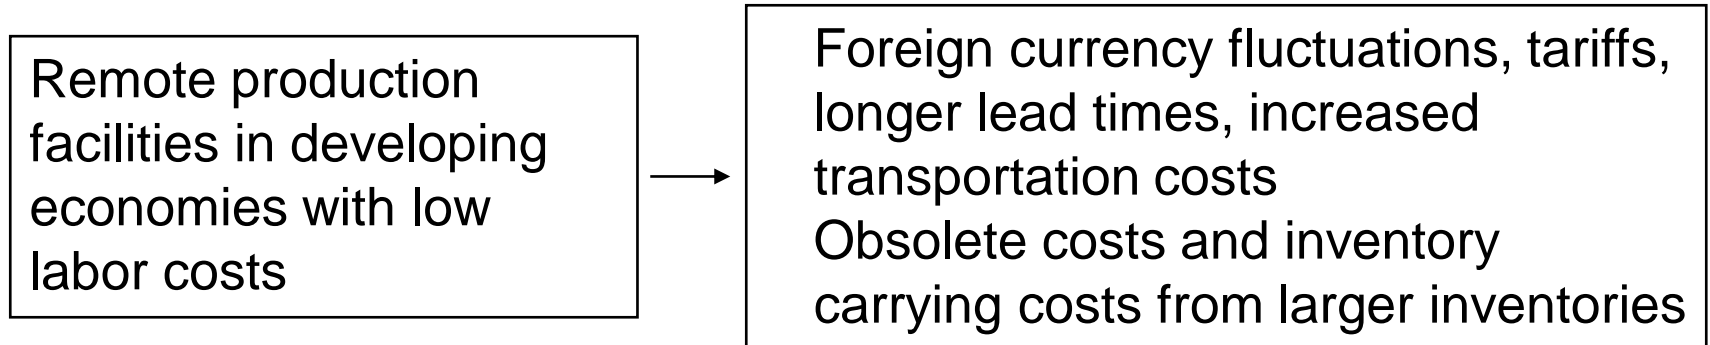 Remote production
facilities in developing
economies with low
labor costs
Foreign currency fluctuations, tariffs,
longer lead times, increased
transportation costs
Obsolete costs and inventory
carrying costs from larger inventories